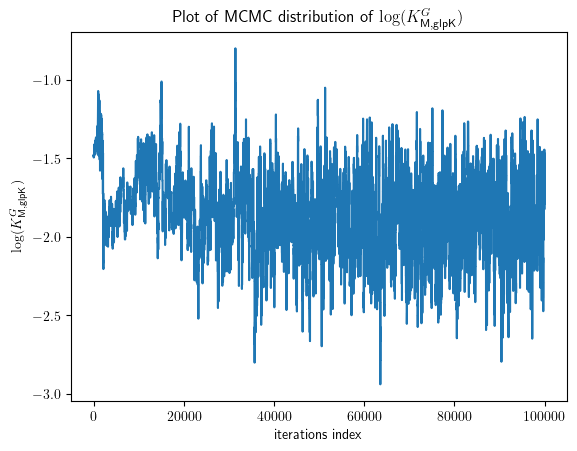 Plot of MCMC distribution of log(K^G_M,glpK)
−1.0
−1.5
−2.0
−2.5
−3.0
log(K^G_M,glpK)
0 20000 40000 60000 80000 100000
iterations index